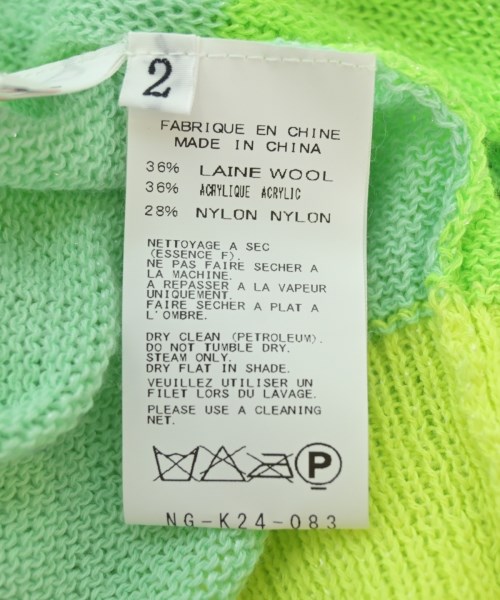 2
FABRIQUE EN CHINE
MADE IN CHINA
36% LAINE WOOL
36% ACRYLIQUE ACRYLIC
28% NYLON NYLON
NETTOYAGE A SEC
(ESSENCE F).
NE PAS FAIRE SECHER A
LA MACHINE.
A REPASSER A LA VAPEUR
UNIQUEMENT.
FAIRE SECHER A PLAT A
L'OMBRE.
DRY CLEAN (PETROLEUM).
DO NOT TUMBLE DRY.
STEAM ONLY.
DRY FLAT IN SHADE.
VEUILLEZ UTILISER UN
FILET LORS DU LAVAGE.
PLEASE USE A CLEANING
NET.
P
NG-K24-083